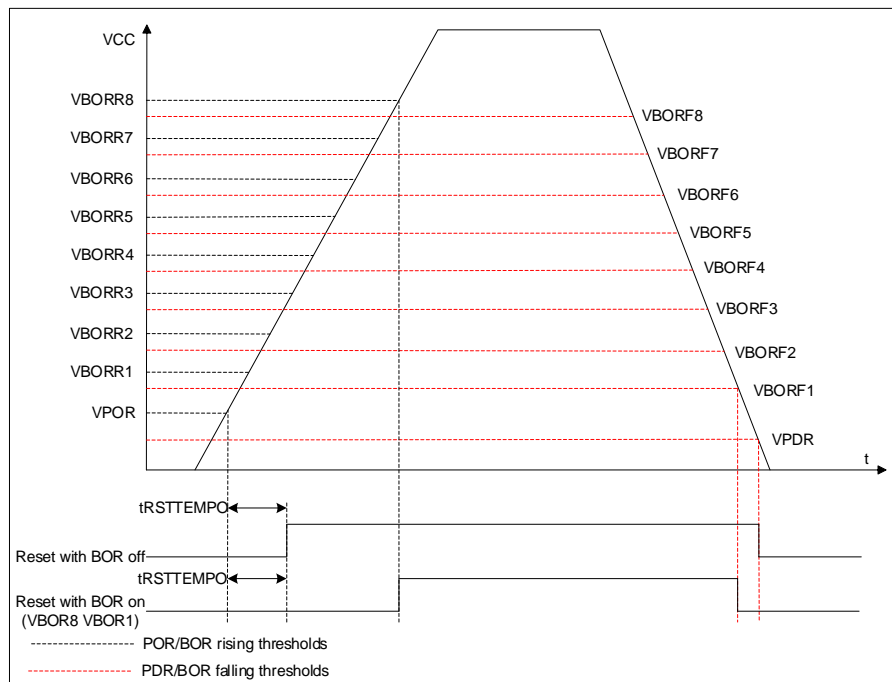 VCC
VBORR8
VBORR7
VBORR6
VBORR5
VBORR4
VBORR3
VBORR2
VBORR1
VPOR
VBORF8
VBORF7
VBORF6
VBORF5
VBORF4
VBORF3
VBORF2
VBORF1
VPDR
t
tRSTTEMPO
Reset with BOR off
tRSTTEMPO
Reset with BOR on
(VBOR8 VBOR1)
POR/BOR rising thresholds
PDR/BOR falling thresholds